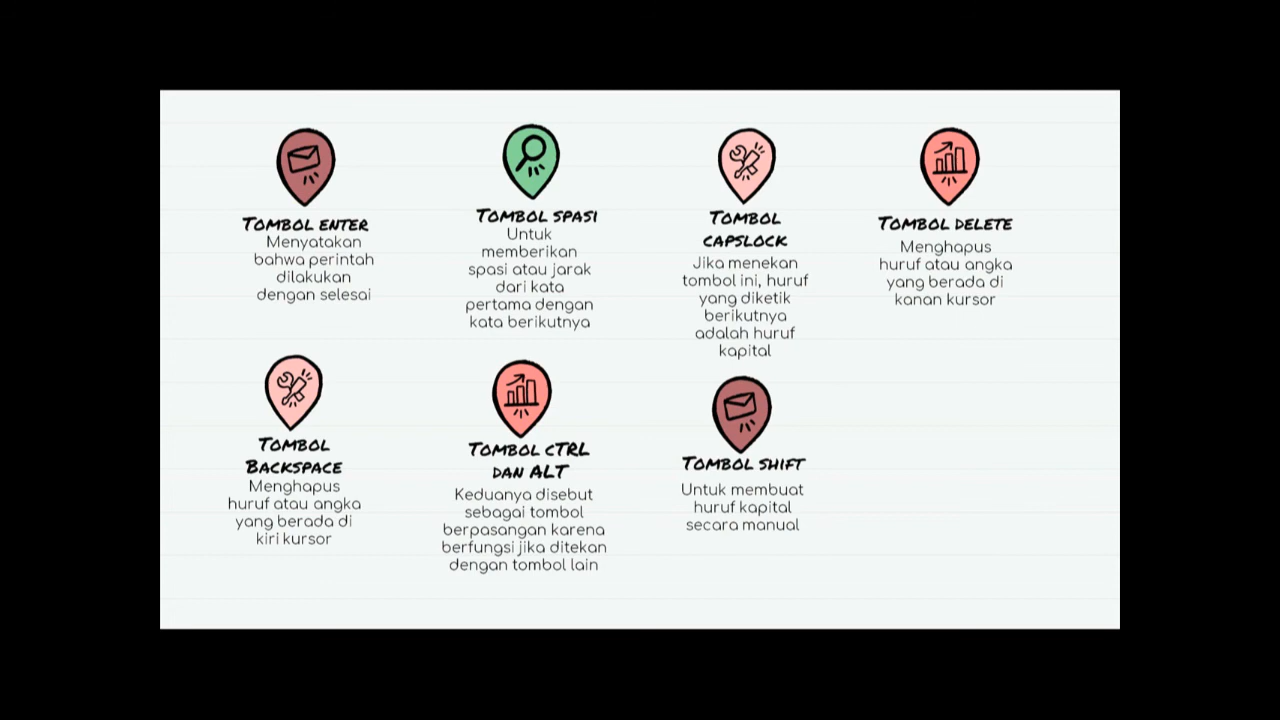 Tombol enter
Menyatakan
bahwa perintah
dilakukan
dengan selesai
Tombol spasi
Untuk
memberikan
spasi atau jarak
dari kata
pertama dengan
kata berikutnya
Tombol
capslock
Jika menekan
tombol ini, huruf
yang diketik
berikutnya
adalah huruf
kapital
Tombol delete
Menghapus
huruf atau angka
yang berada di
kanan kursor
Tombol
Backspace
Menghapus
huruf atau angka
yang berada di
kiri kursor
Tombol cTRL
dan ALT
Keduanya disebut
sebagai tombol
berpasangan karena
berfungsi jika ditekan
dengan tombol lain
Tombol shift
Untuk membuat
huruf kapital
secara manual